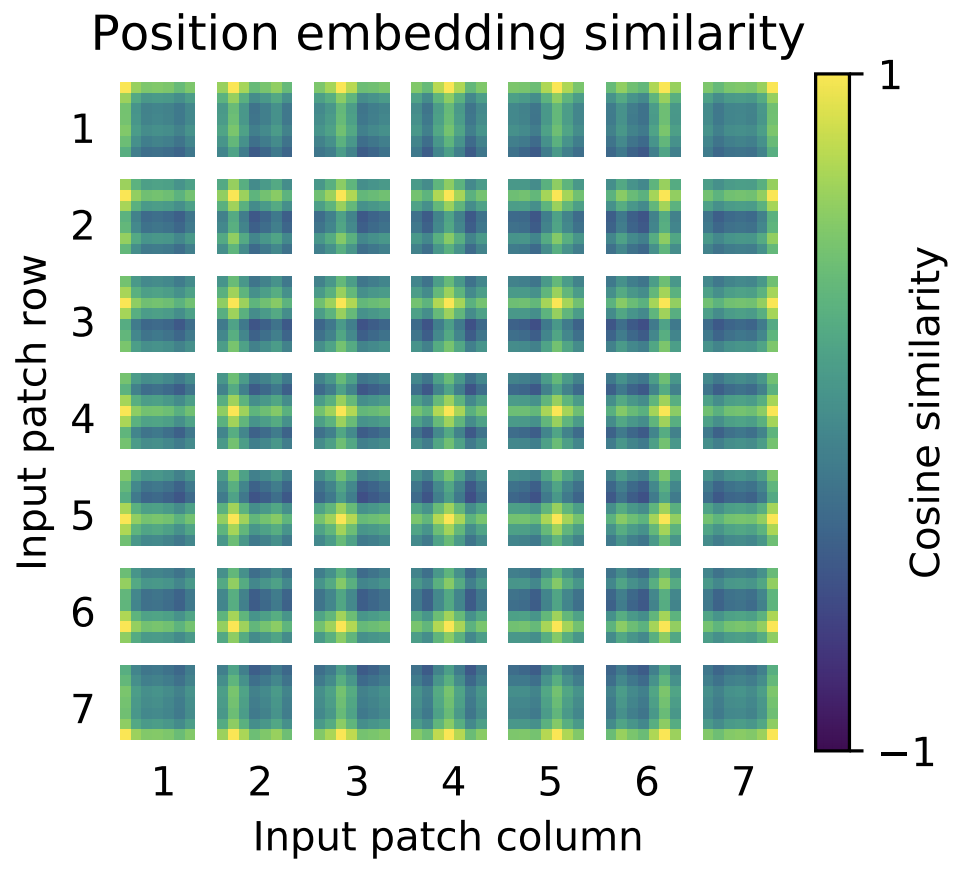 Position embedding similarity
1
2
3
4
5
6
7
Input patch row
1 2 3 4 5 6 7
Input patch column
1
−1
Cosine similarity